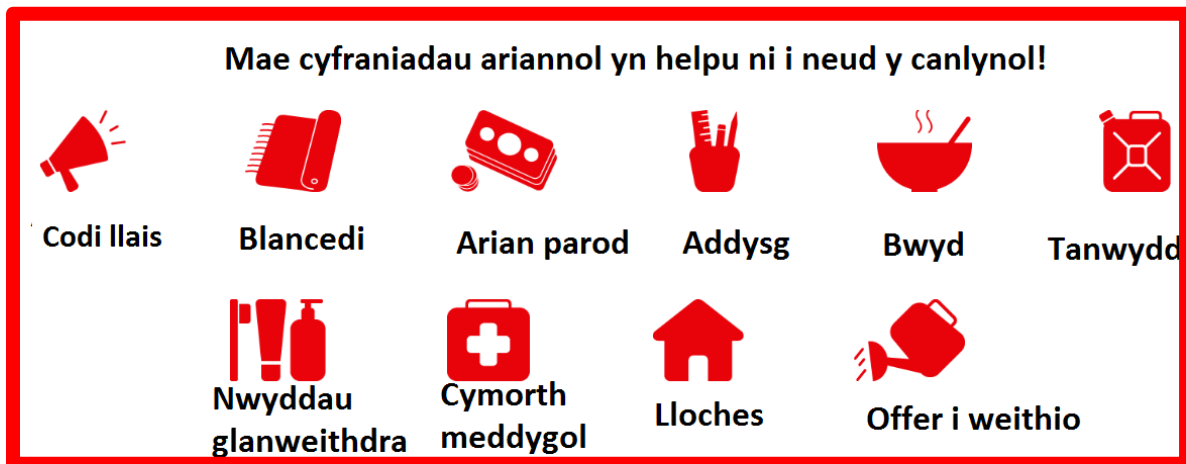 Mae cyfraniadau ariannol yn helpu ni i neud y canlynol!
Codi llais
Blancedi
Arian parod
Addysg
Bwyd
Tanwydd
Nwyddau
glanweithdra
Cymorth
meddygol
Lloches
Offer i weithio